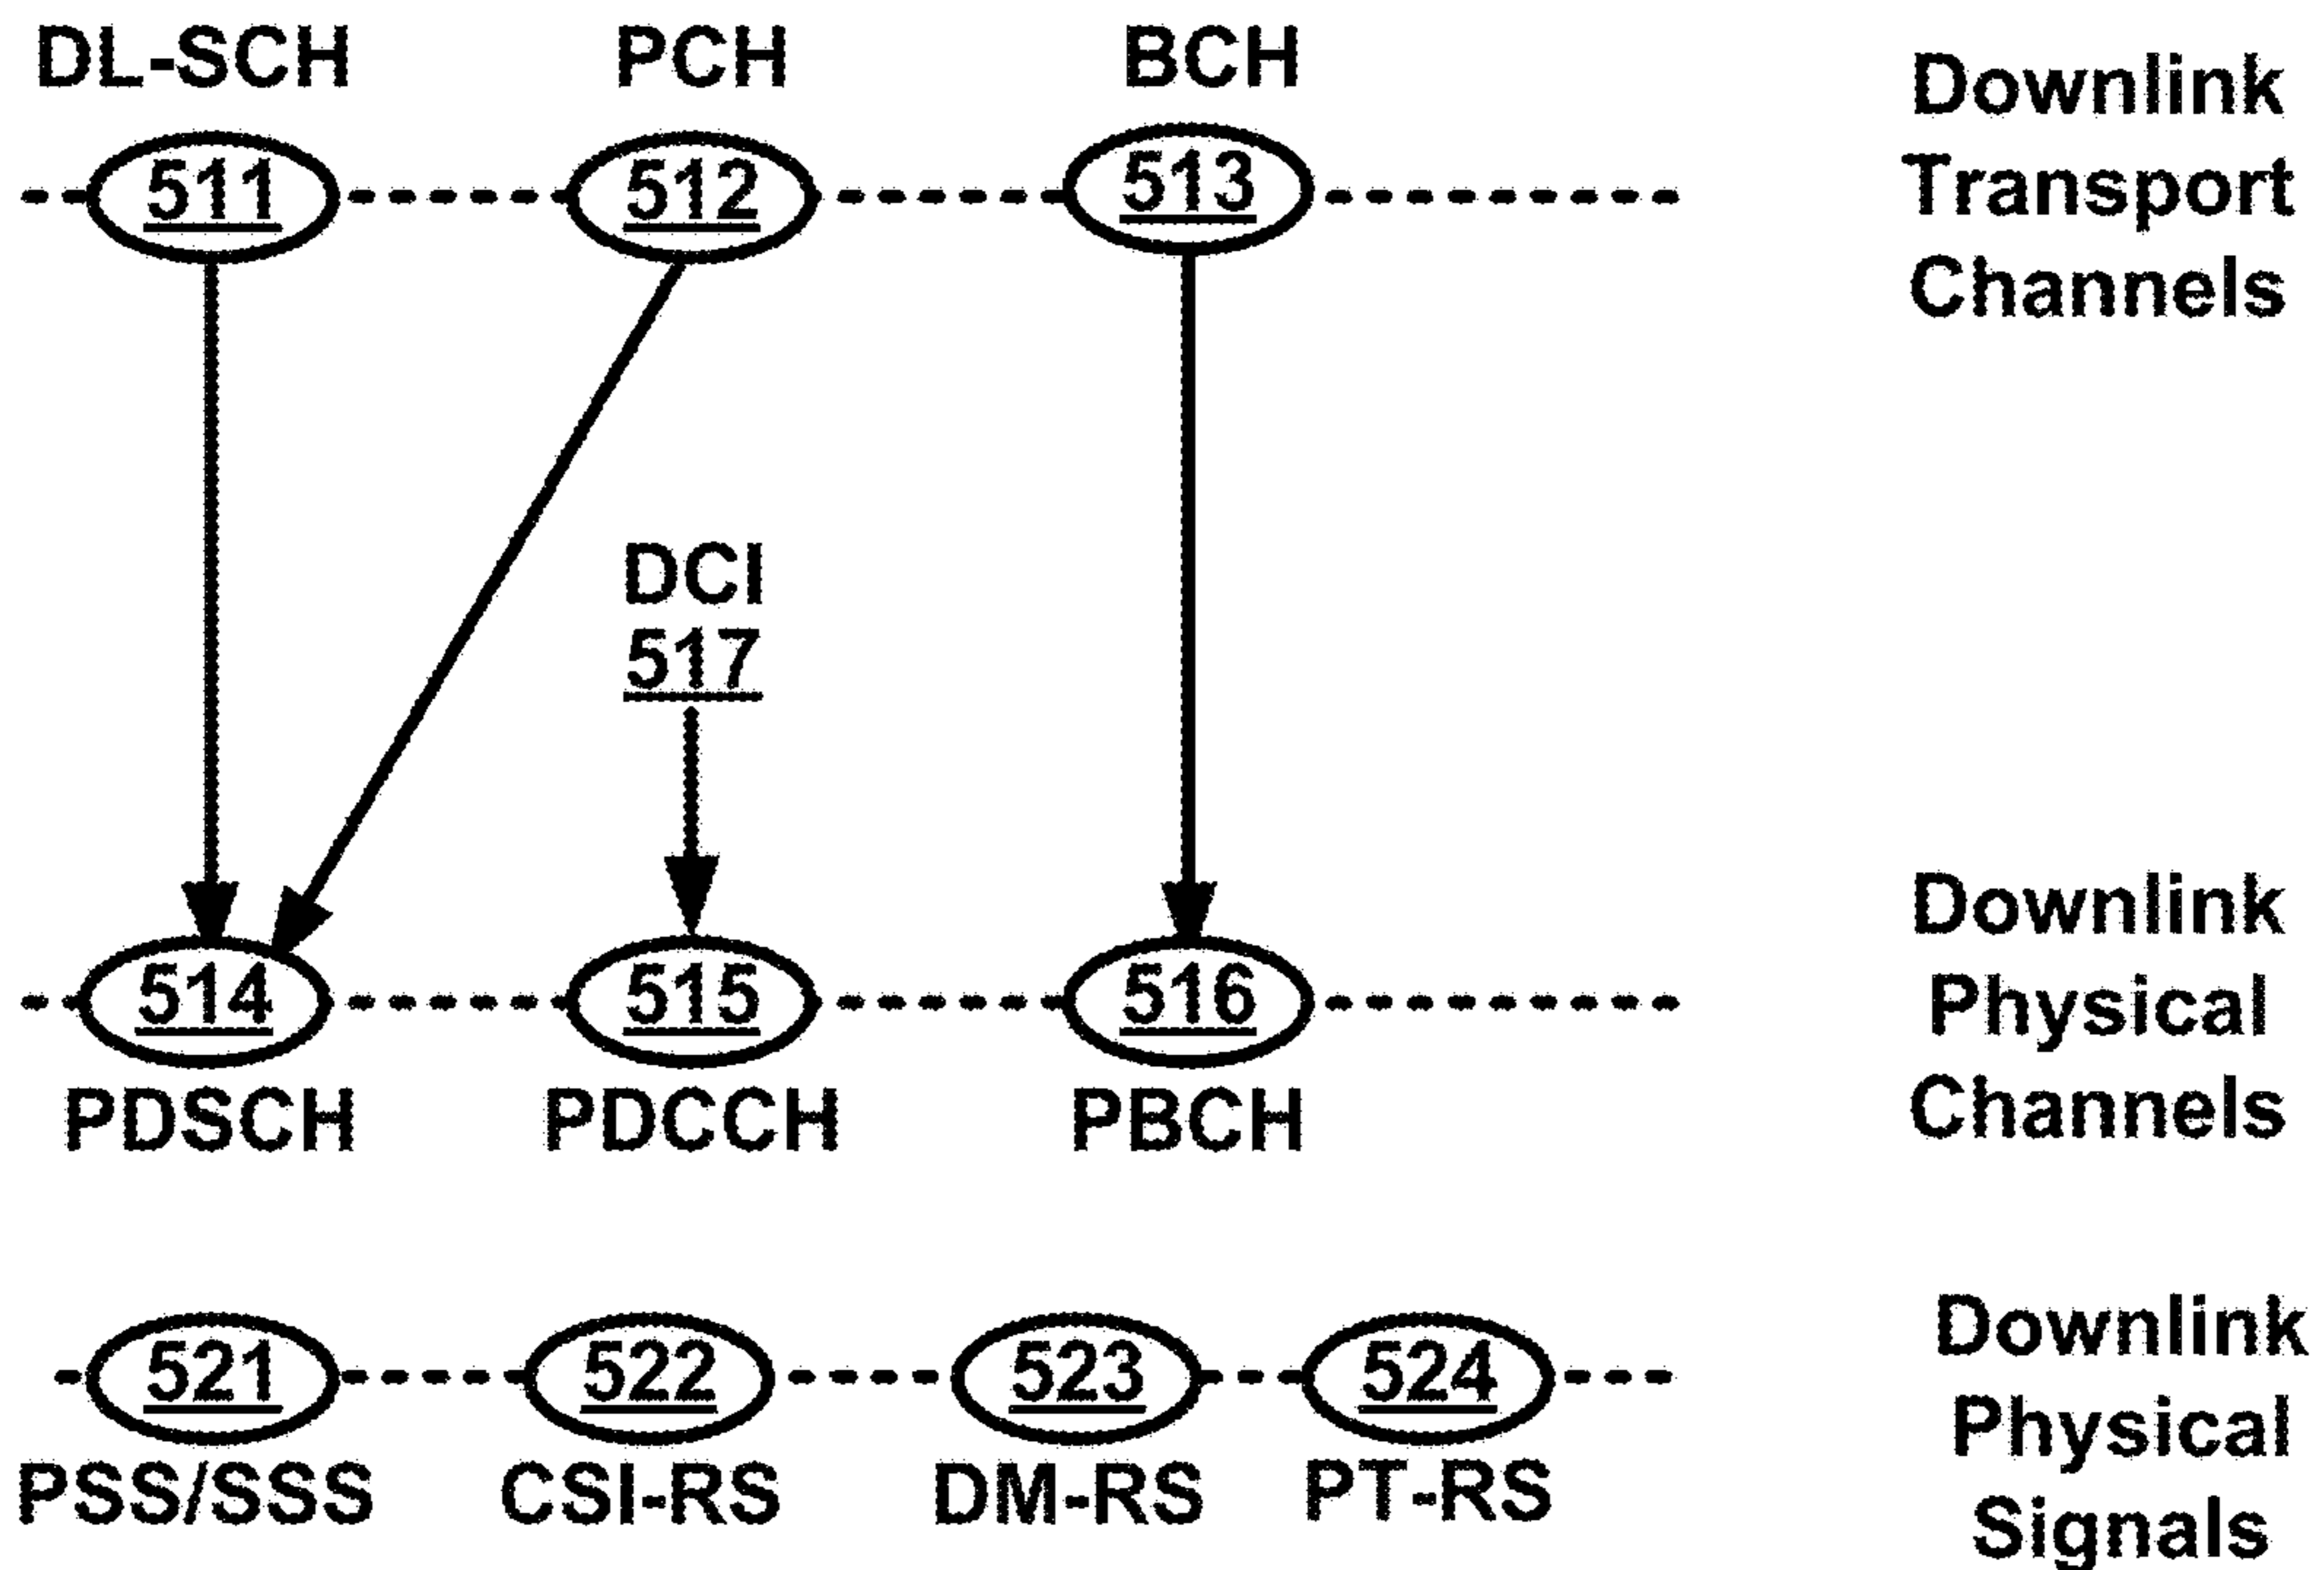 DL-SCH PCH BCH
511 512 513
Downlink
Transport
Channels
DCI
517
514 515 516
PDSCH PDCCH PBCH
Downlink
Physical
Channels
521 522 523 524
PSS/SSS CSI-RS DM-RS PT-RS
Downlink
Physical
Signals